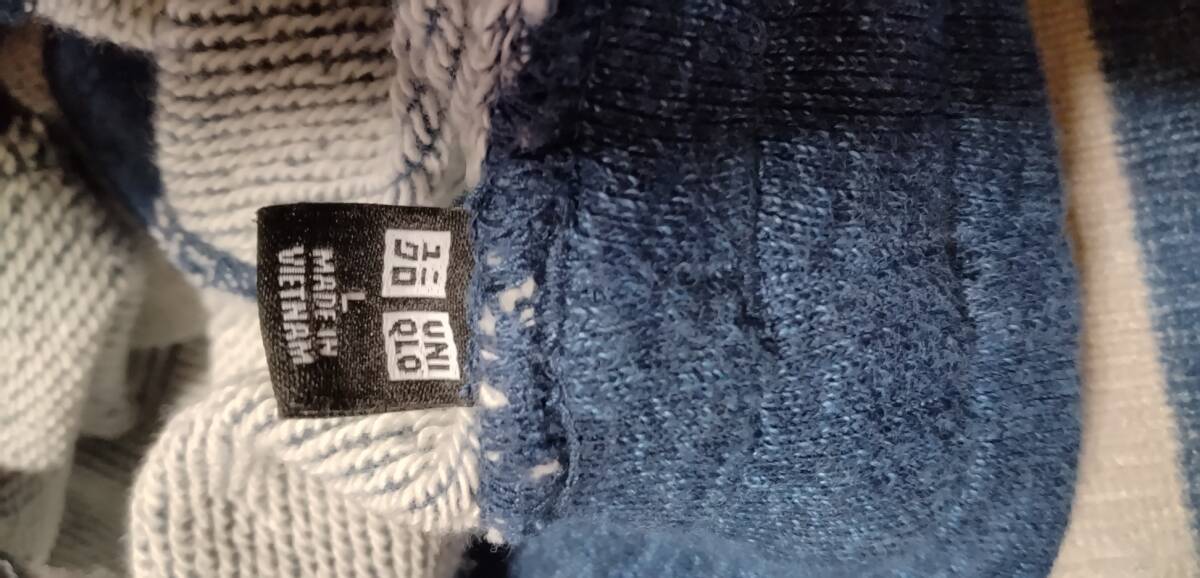 ユニ
クロ
UNI
QLO
L
MADE IN
VIETNAM